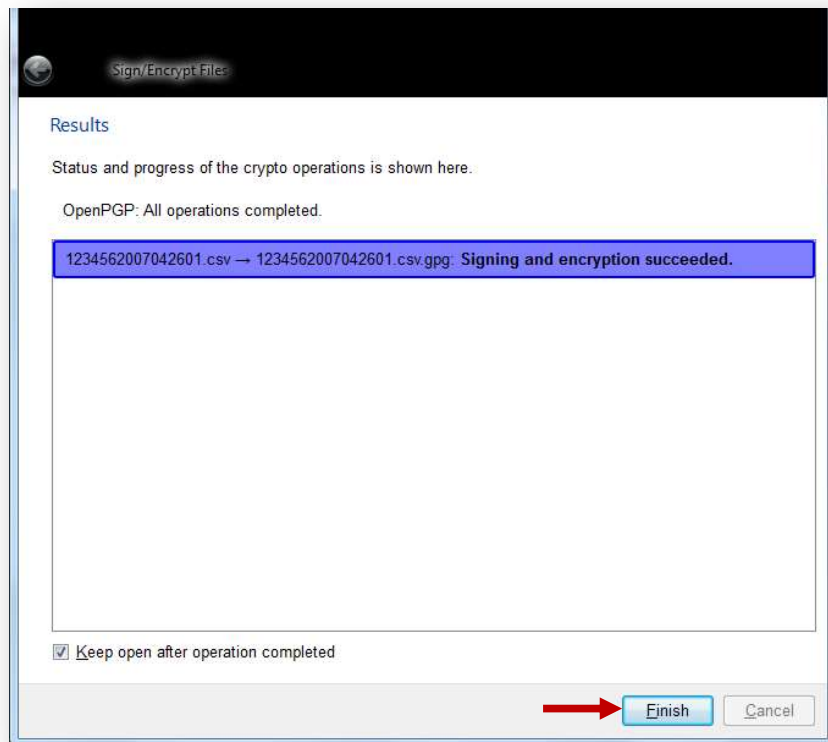 Sign/Encrypt Files
Results
Status and progress of the crypto operations is shown here.
OpenPGP: All operations completed.
1234562007042601.csv → 1234562007042601.csv.gpg: Signing and encryption succeeded.
Keep open after operation completed
Finish Cancel